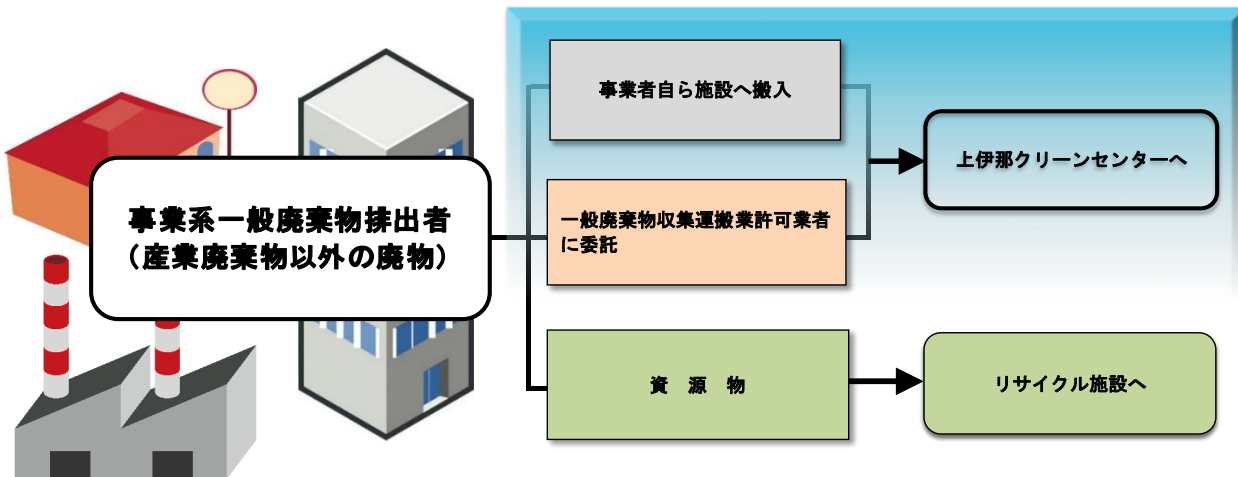 事業系一般廃棄物排出者
（産業廃棄物以外の廃物）
事業者自ら施設へ搬入
一般廃棄物収集運搬業許可業者
に委託
上伊那クリーンセンターへ
資　源　物
リサイクル施設へ